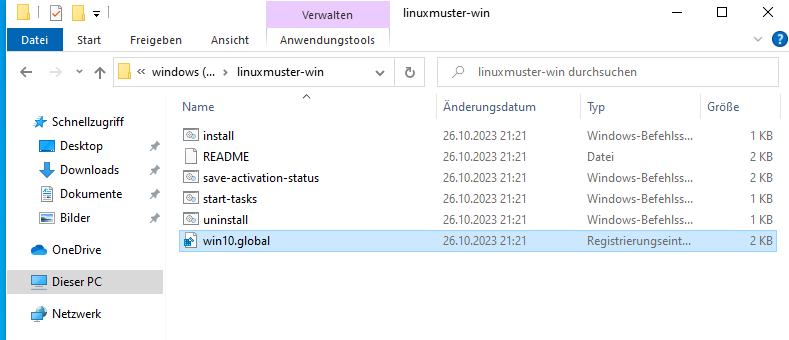 Verwalten linuxmuster-win
Datei Start Freigeben Ansicht Anwendungstools
« windows (... linuxmuster-win linuxmuster-win durchsuchen
Name Änderungsdatum Typ Größe
Schnellzugriff
Desktop
Downloads
Dokumente
Bilder
OneDrive
Dieser PC
Netzwerk
install 26.10.2023 21:21 Windows-Befehlss... 1 KB
README 26.10.2023 21:21 Datei 2 KB
save-activation-status 26.10.2023 21:21 Windows-Befehlss... 2 KB
start-tasks 26.10.2023 21:21 Windows-Befehlss... 1 KB
uninstall 26.10.2023 21:21 Windows-Befehlss... 1 KB
win10.global 26.10.2023 21:21 Registrierungseint... 2 KB